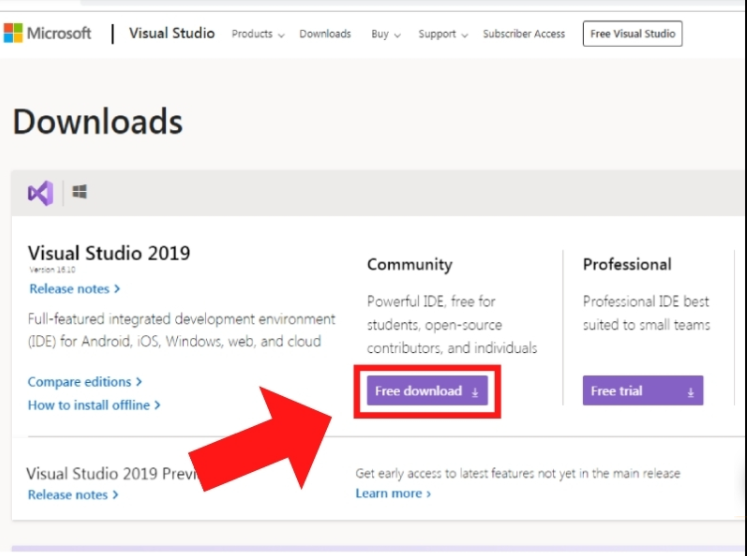 Microsoft Visual Studio Products Downloads Buy Support Subscriber Access Free Visual Studio
Downloads
Visual Studio 2019
Version 16.10
Release notes >
Full-featured integrated development environment
(IDE) for Android, iOS, Windows, web, and cloud
Compare editions >
How to install offline >
Community
Powerful IDE, free for
students, open-source
contributors, and individuals
Free download
Professional
Professional IDE best
suited to small teams
Free trial
Visual Studio 2019
Release notes >
Get early access to latest features not yet in the main release
Learn more >